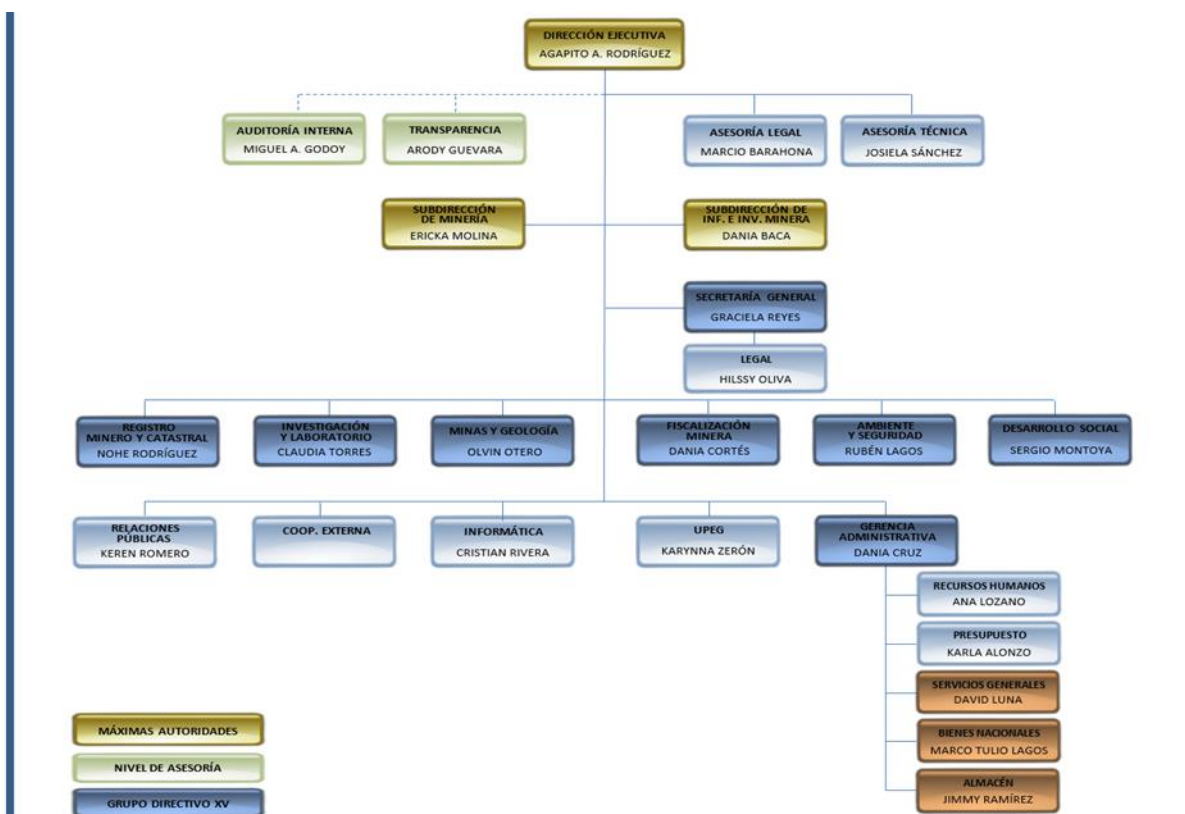 DIRECCIÓN EJECUTIVA
AGAPITO A. RODRÍGUEZ
AUDITORÍA INTERNA
MIGUEL A. GODOY
TRANSPARENCIA
ARODY GUEVARA
ASESORÍA LEGAL
MARCIO BARAHONA
ASESORÍA TÉCNICA
JOSIELA SÁNCHEZ
SUBDIRECCIÓN
DE MINERÍA
ERICKA MOLINA
SUBDIRECCIÓN DE
INF. E INV. MINERA
DANIA BACA
SECRETARÍA GENERAL
GRACIELA REYES
LEGAL
HILSSY OLIVA
REGISTRO
MINERO Y CATASTRAL
NOHE RODRÍGUEZ
INVESTIGACIÓN
Y LABORATORIO
CLAUDIA TORRES
MINAS Y GEOLOGÍA
OLVIN OTERO
FISCALIZACIÓN
MINERA
DANIA CORTÉS
AMBIENTE
Y SEGURIDAD
RUBÉN LAGOS
DESARROLLO SOCIAL
SERGIO MONTOYA
RELACIONES
PÚBLICAS
KEREN ROMERO
COOP. EXTERNA
INFORMÁTICA
CRISTIAN RIVERA
UPEG
KARYNNA ZERÓN
GERENCIA
ADMINISTRATIVA
DANIA CRUZ
RECURSOS HUMANOS
ANA LOZANO
PRESUPUESTO
KARLA ALONZO
SERVICIOS GENERALES
DAVID LUNA
BIENES NACIONALES
MARCO TULIO LAGOS
ALMACÉN
JIMMY RAMÍREZ
MÁXIMAS AUTORIDADES
NIVEL DE ASESORÍA
GRUPO DIRECTIVO XV